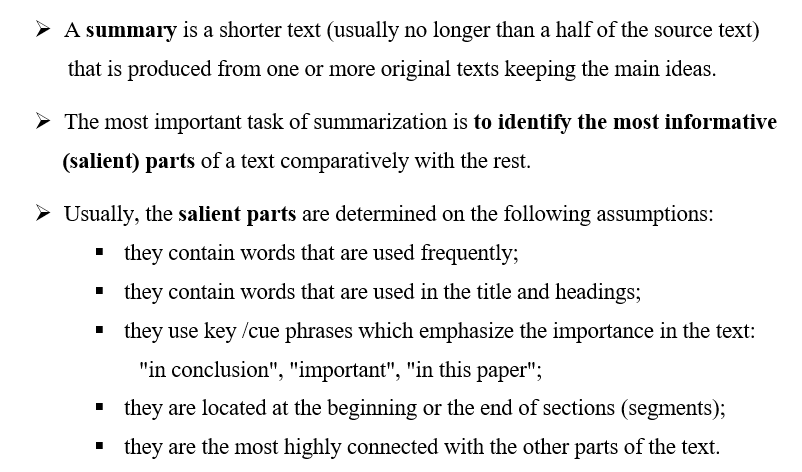 ➢ A summary is a shorter text (usually no longer than a half of the source text)
that is produced from one or more original texts keeping the main ideas.
➢ The most important task of summarization is to identify the most informative
(salient) parts of a text comparatively with the rest.
➢ Usually, the salient parts are determined on the following assumptions:
▪ they contain words that are used frequently;
▪ they contain words that are used in the title and headings;
▪ they use key /cue phrases which emphasize the importance in the text:
"in conclusion", "important", "in this paper";
▪ they are located at the beginning or the end of sections (segments);
▪ they are the most highly connected with the other parts of the text.